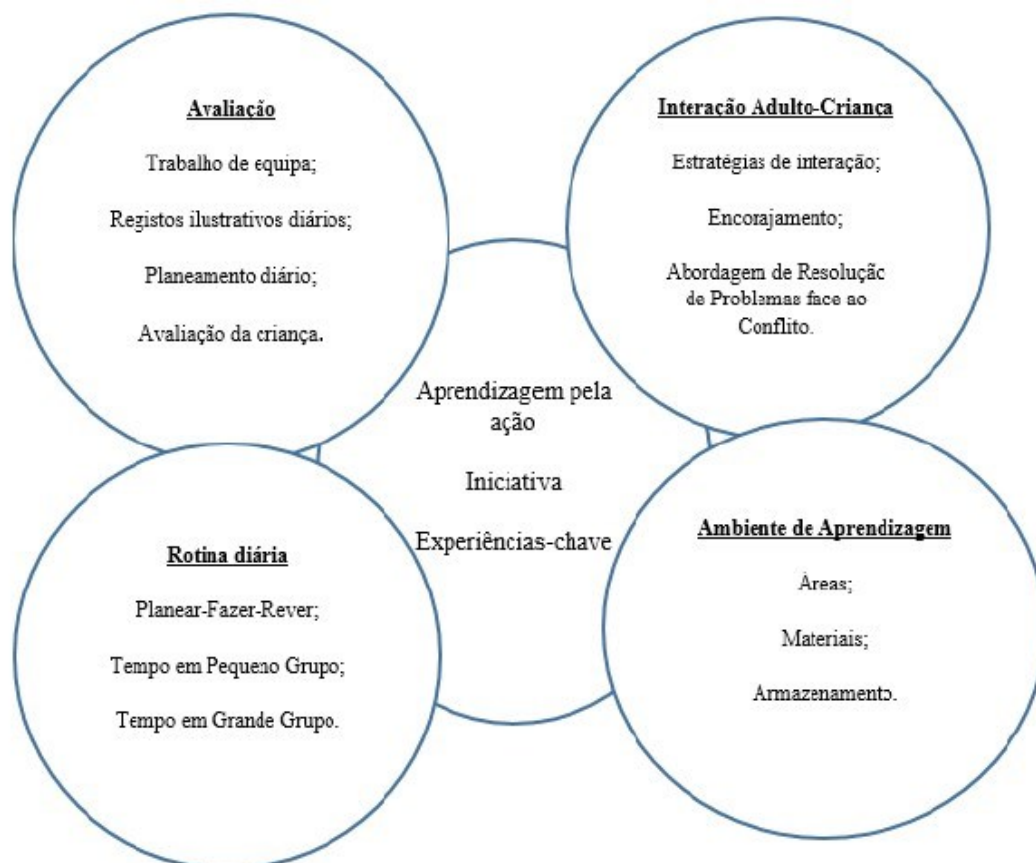 Avaliação
Trabalho de equipa;
Registos ilustrativos diários;
Planeamento diário;
Avaliação da criança.
Interação Adulto-Criança
Estratégias de interação;
Encorajamento;
Abordagem de Resolução
de Problemas face ao
Conflito.
Aprendizagem pela
ação
Iniciativa
Experiências-chave
Rotina diária
Planear-Fazer-Rever;
Tempo em Pequeno Grupo;
Tempo em Grande Grupo.
Ambiente de Aprendizagem
Áreas;
Materiais;
Armazenamento.